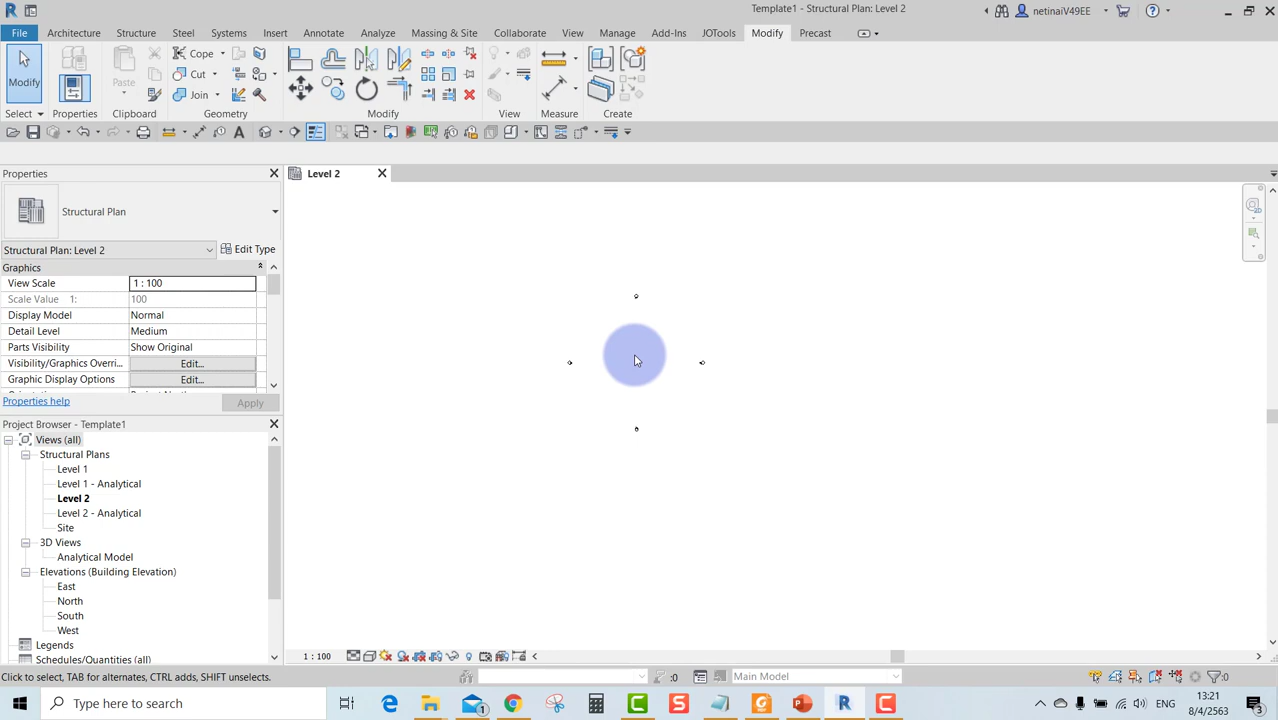 Template1 - Structural Plan: Level 2
netinaiV49EE
File Architecture Structure Steel Systems Insert Annotate Analyze Massing & Site Collaborate View Manage Add-Ins JOTools Modify Precast
Modify
Paste
Cope
Cut
Join
Select Properties Clipboard Geometry Modify View Measure Create
Properties
Level 2
Structural Plan
Structural Plan: Level 2
Edit Type
Graphics
View Scale 1 : 100
Scale Value 1: 100
Display Model Normal
Detail Level Medium
Parts Visibility Show Original
Visibility/Graphics Overri... Edit...
Graphic Display Options Edit...
Properties help
Apply
Project Browser - Template1
Views (all)
Structural Plans
Level 1
Level 1 - Analytical
Level 2
Level 2 - Analytical
Site
3D Views
Analytical Model
Elevations (Building Elevation)
East
North
South
West
Legends
Schedules/Quantities (all)
1 : 100
Click to select, TAB for alternates, CTRL adds, SHIFT unselects.
:0
Main Model
:0
Type here to search
ENG
13:21
8/4/2563